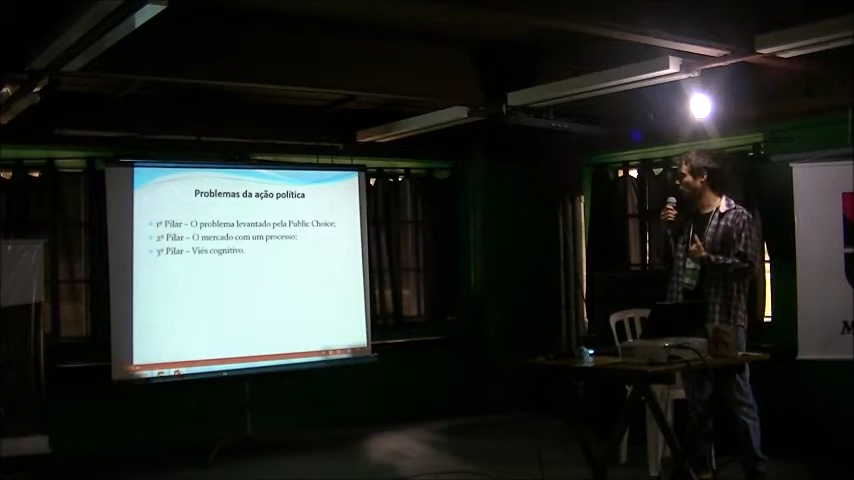 Problemas da ação política
1º Pilar – O problema levantado pela Public Choice;
2º Pilar – O mercado com um processo;
3º Pilar – Viés cognitivo.
M